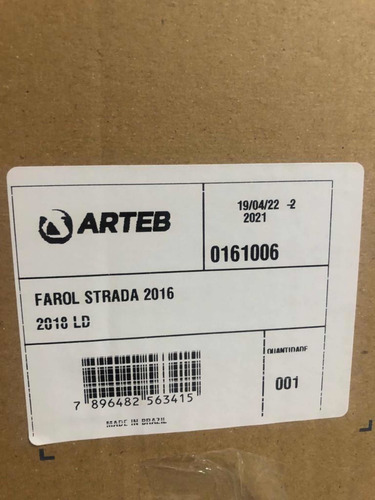 ARTEB
19/04/22 -2
2021
0161006
FAROL STRADA 2016
2018 LD
QUANTIDADE
001
7 896482 563415
MADE IN BRAZIL